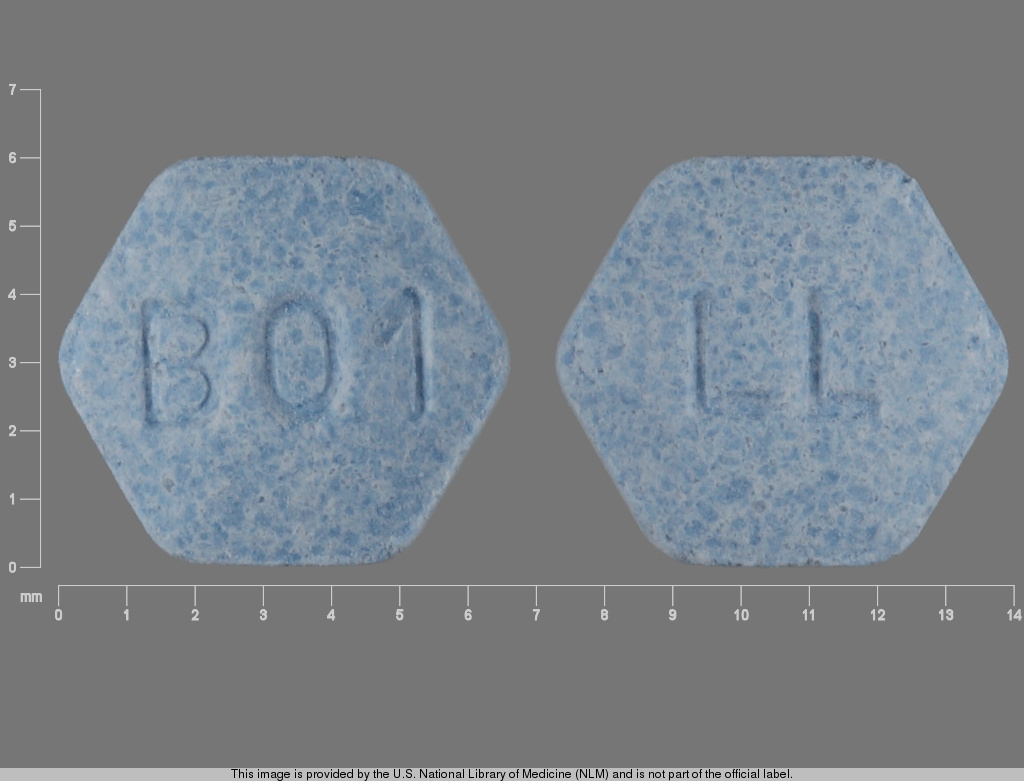 7
6
5
4
3
2
1
0
B01
LL
mm
0 1 2 3 4 5 6 7 8 9 10 11 12 13 14
This image is provided by the U.S. National Library of Medicine (NLM) and is not part of the official label.